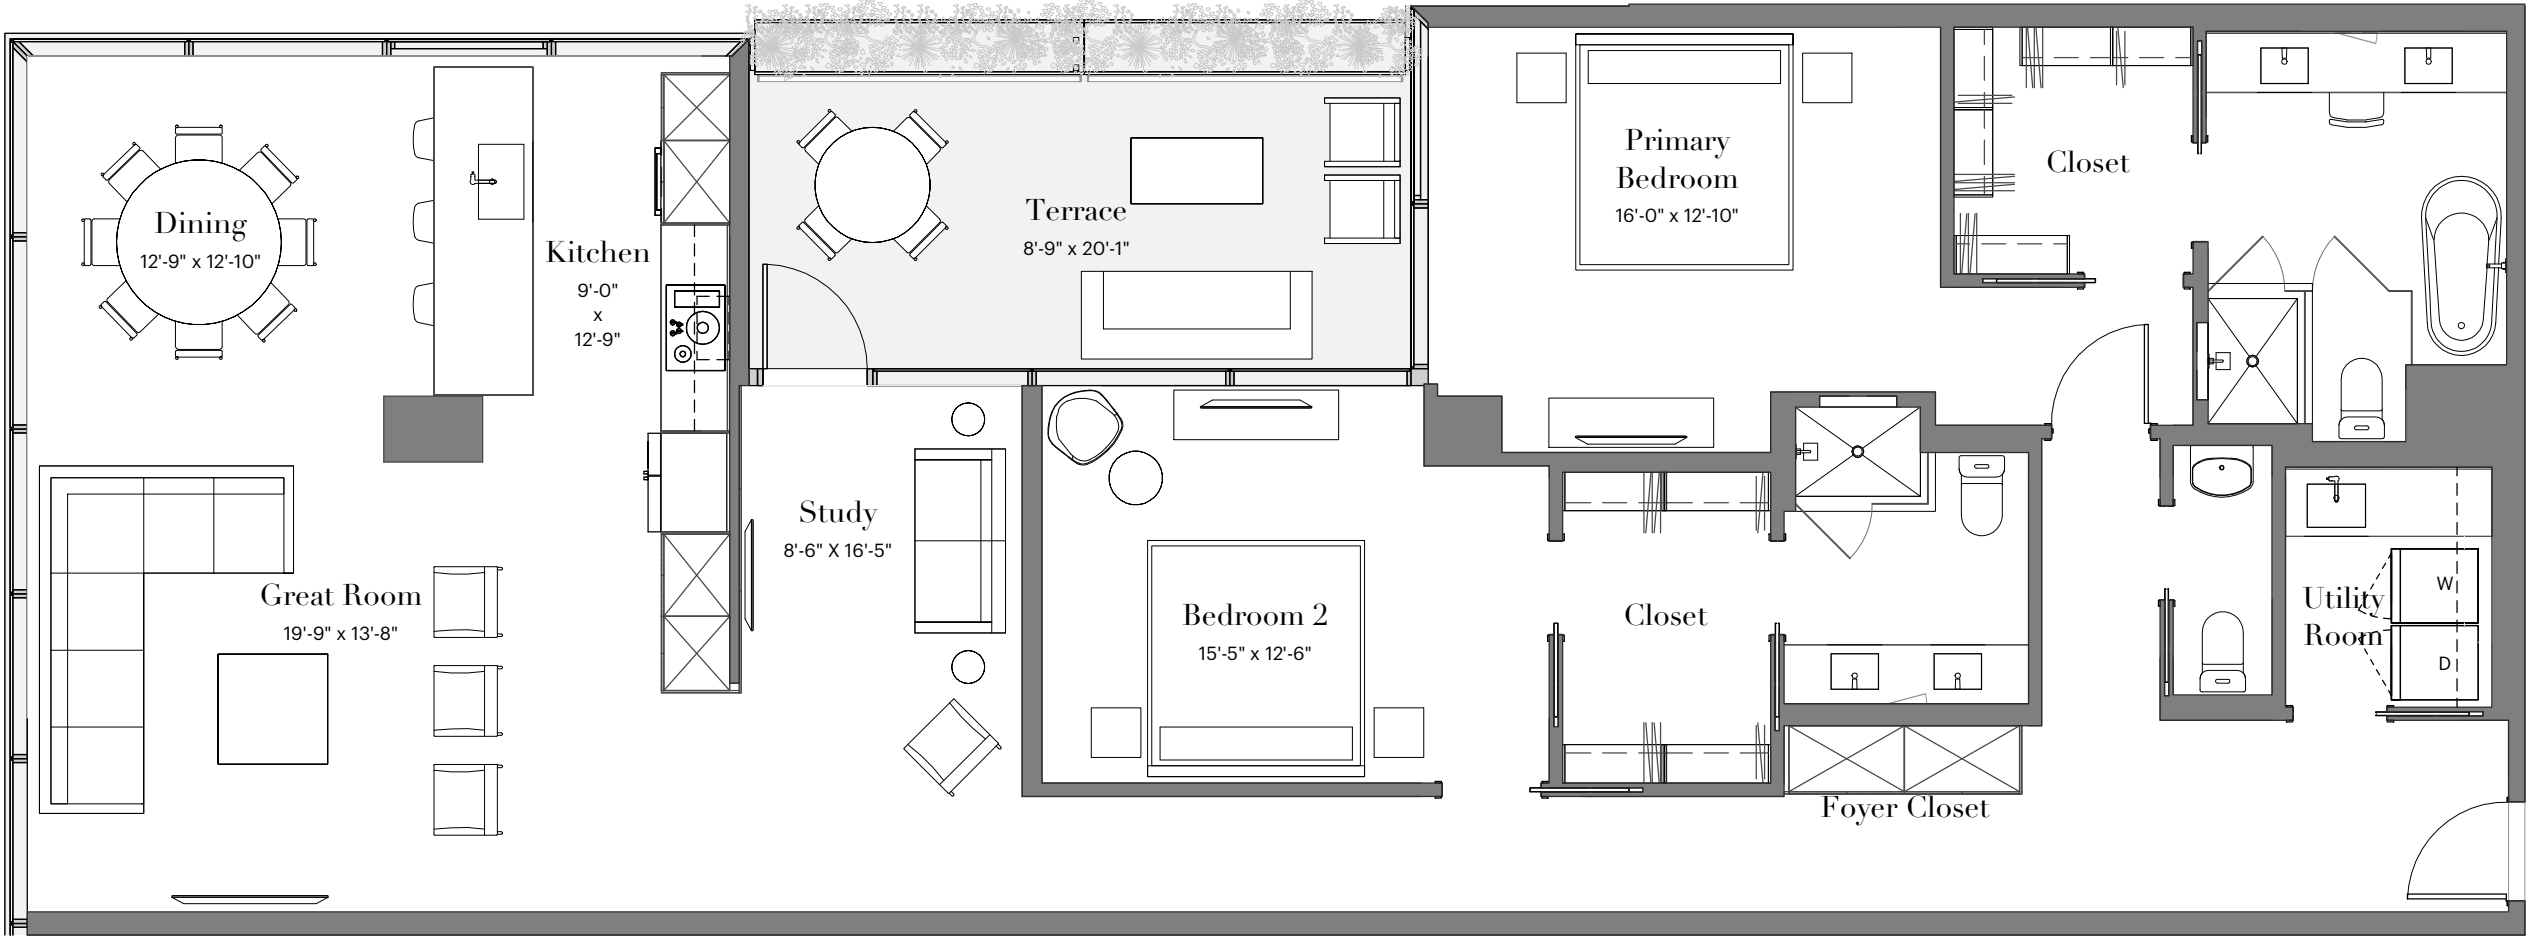 Dining
12'-9" x 12'-10"
Kitchen
9'-0"
x
12'-9"
Terrace
8'-9" x 20'-1"
Primary
Bedroom
16'-0" x 12'-10"
Closet
Great Room
19'-9" x 13'-8"
Study
8'-6" X 16'-5"
Bedroom 2
15'-5" x 12'-6"
Closet
Utility
Room
W
D
Foyer Closet